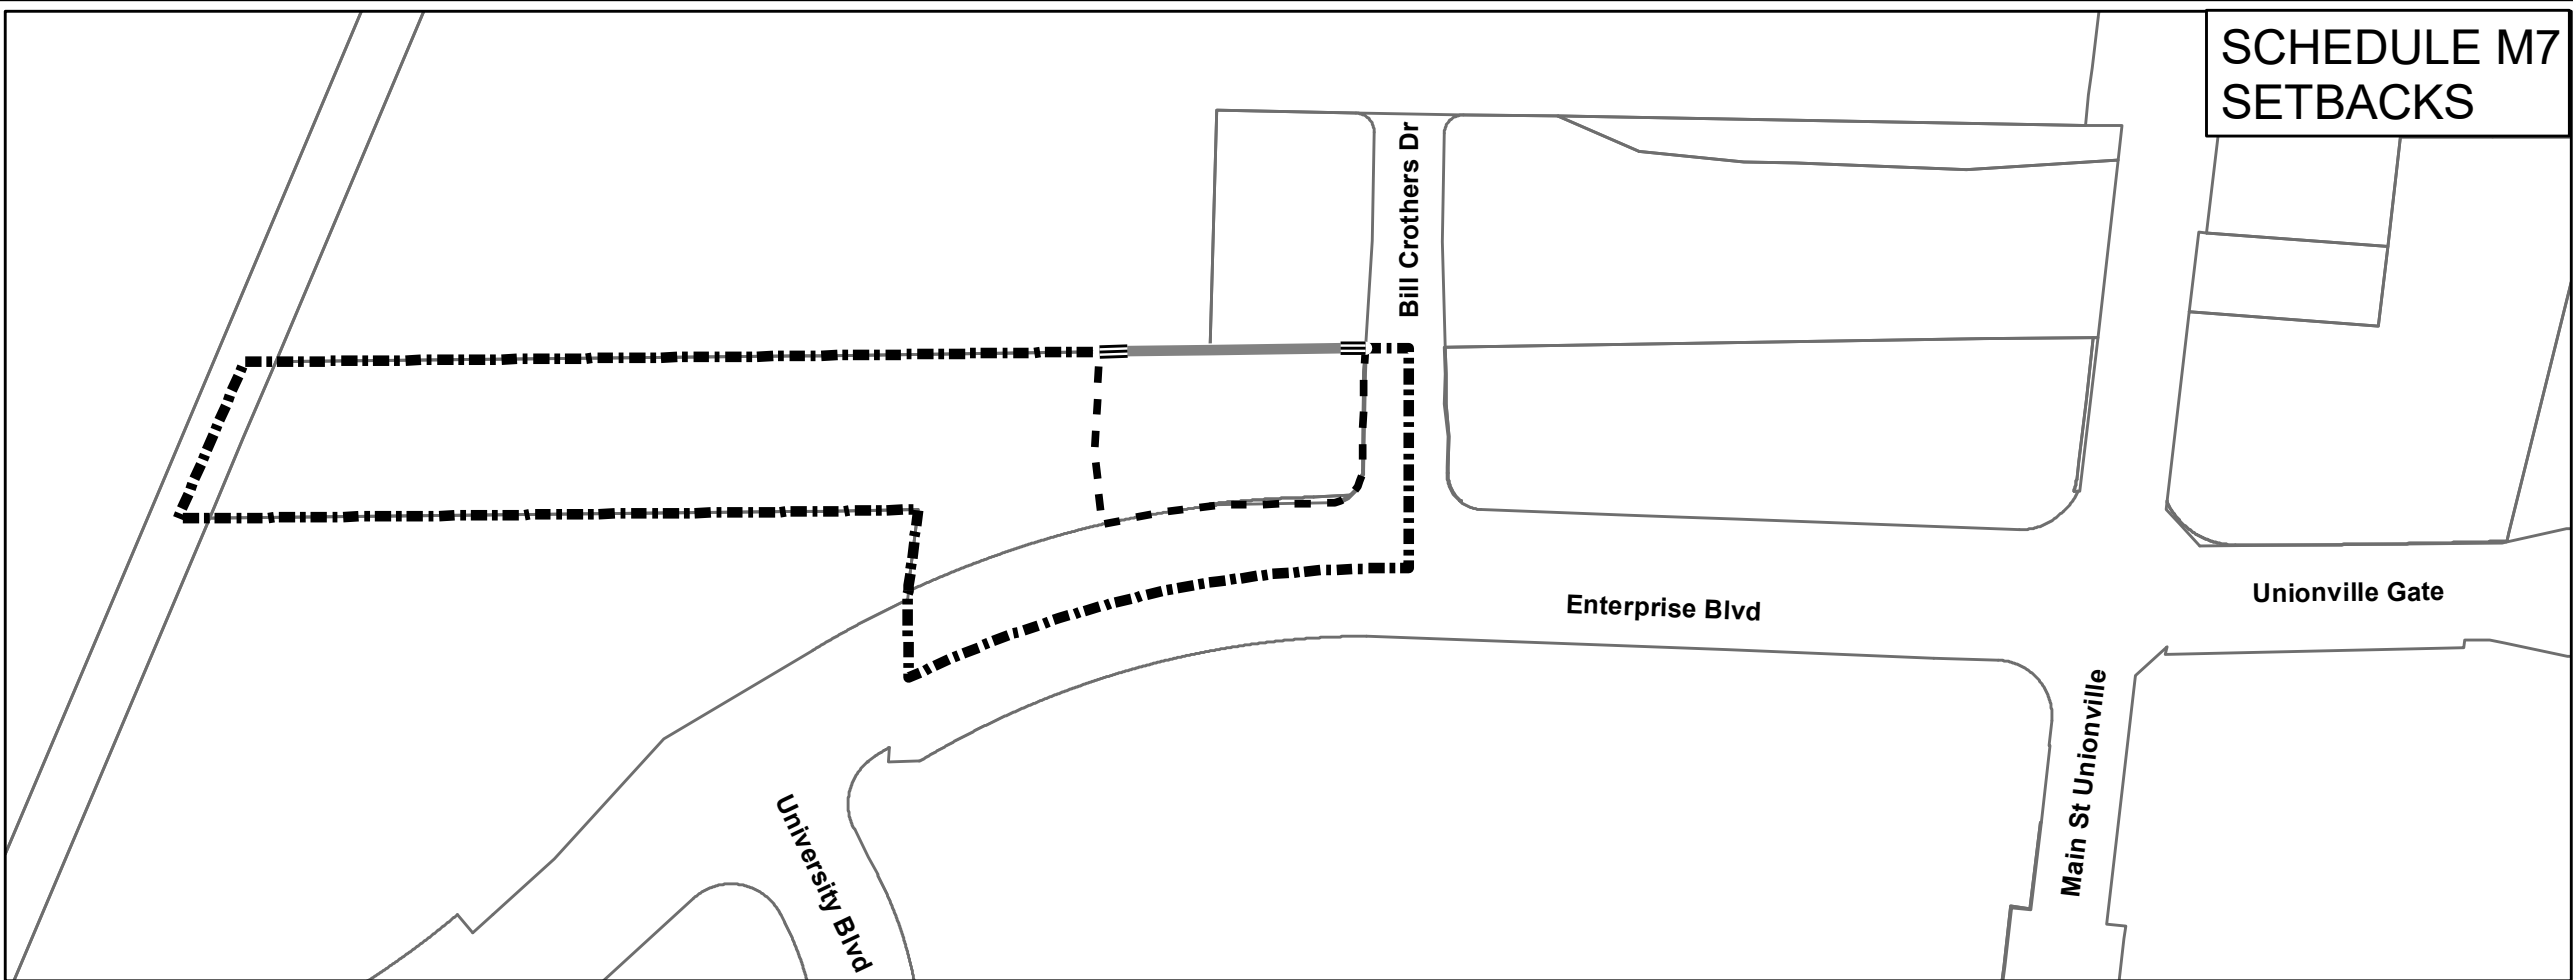 SCHEDULE M7
SETBACKS
Bill Crothers Dr
Enterprise Blvd
Unionville Gate
Main St Unionville
University Blvd